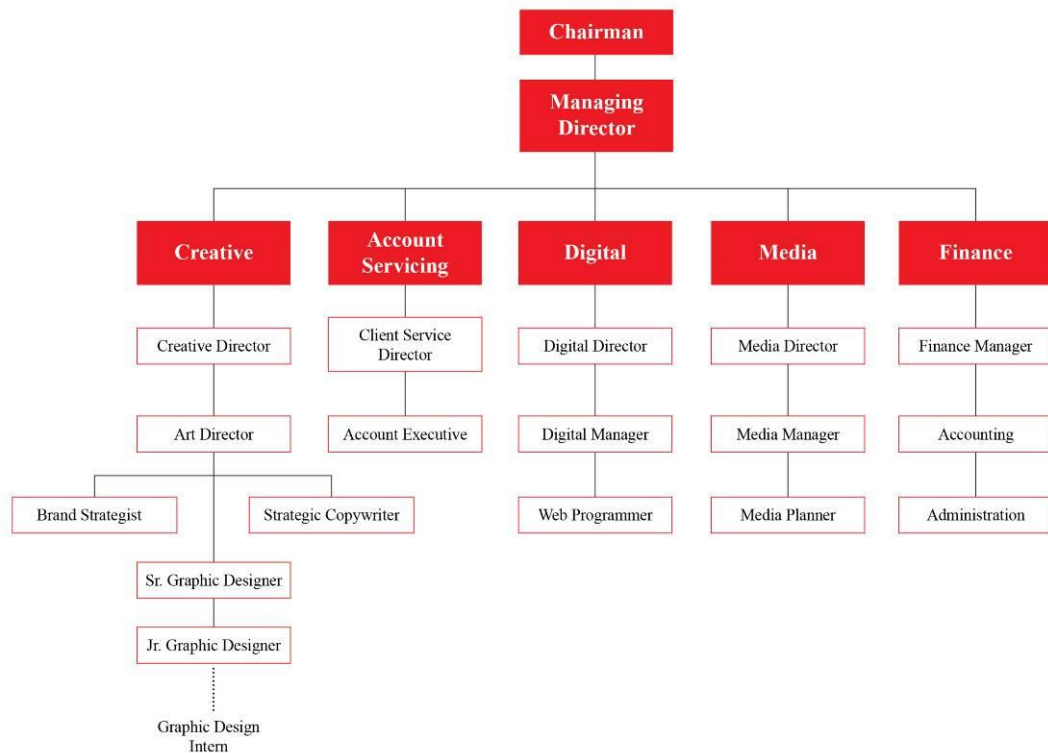 Chairman
Managing
Director
Creative
Account
Servicing
Digital
Media
Finance
Creative Director
Client Service
Director
Digital Director
Media Director
Finance Manager
Art Director
Account Executive
Digital Manager
Media Manager
Accounting
Brand Strategist
Strategic Copywriter
Web Programmer
Media Planner
Administration
Sr. Graphic Designer
Jr. Graphic Designer
Graphic Design
Intern